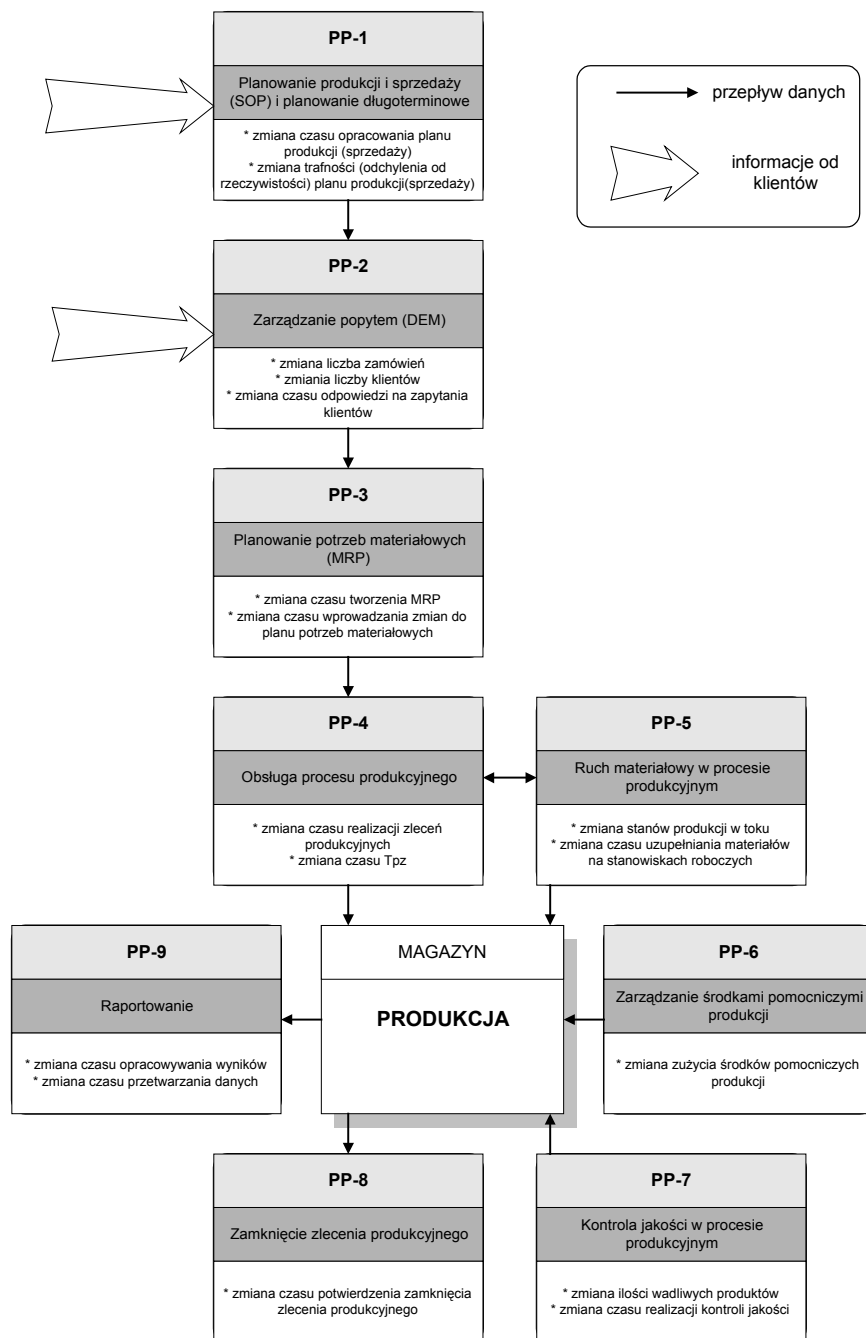 PP-1
Planowanie produkcji i sprzedaży
(SOP) i planowanie długoterminowe
* zmiana czasu opracowania planu
produkcji (sprzedaży)
* zmiana trafności (odchylenia od
rzeczywistości) planu produkcji(sprzedaży)
przepływ danych
informacje od
klientów
PP-2
Zarządzanie popytem (DEM)
* zmiana liczba zamówień
* zmiania liczby klientów
* zmiana czasu odpowiedzi na zapytania
klientów
PP-3
Planowanie potrzeb materiałowych
(MRP)
* zmiana czasu tworzenia MRP
* zmiana czasu wprowadzania zmian do
planu potrzeb materiałowych
PP-4
Obsługa procesu produkcyjnego
* zmiana czasu realizacji zleceń
produkcyjnych
* zmiana czasu Tpz
PP-5
Ruch materiałowy w procesie
produkcyjnym
* zmiana stanów produkcji w toku
* zmiana czasu uzupełniania materiałów
na stanowiskach roboczych
PP-9
Raportowanie
* zmiana czasu opracowywania wyników
* zmiana czasu przetwarzania danych
MAGAZYN
PRODUKCJA
PP-6
Zarządzanie środkami pomocniczymi
produkcji
* zmiana zużycia środków pomocniczych
produkcji
PP-8
Zamknięcie zlecenia produkcyjnego
* zmiana czasu potwierdzenia zamknięcia
zlecenia produkcyjnego
PP-7
Kontrola jakości w procesie
produkcyjnym
* zmiana ilości wadliwych produktów
* zmiana czasu realizacji kontroli jakości